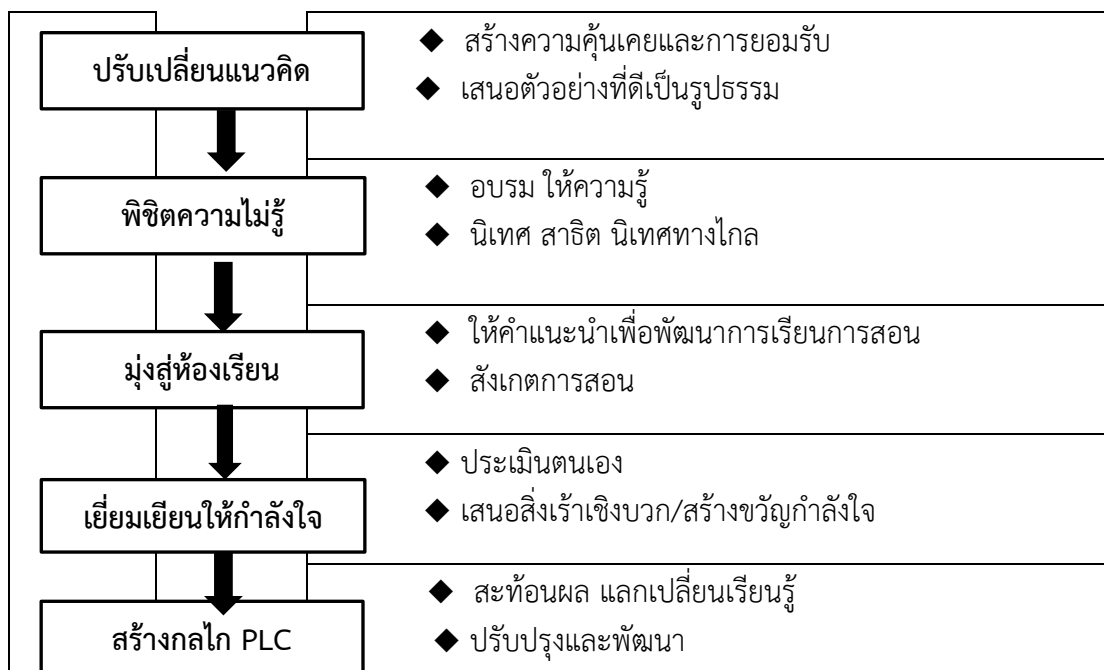 ปรับเปลี่ยนแนวคิด
◆ สร้างความคุ้นเคยและการยอมรับ
◆ เสนอตัวอย่างที่ดีเป็นรูปธรรม
พิชิตความไม่รู้
◆ อบรม ให้ความรู้
◆ นิเทศ สาธิต นิเทศทางไกล
มุ่งสู่ห้องเรียน
◆ ให้คำแนะนำเพื่อพัฒนาการเรียนการสอน
◆ สังเกตการสอน
เยี่ยมเยียนให้กำลังใจ
◆ ประเมินตนเอง
◆ เสนอสิ่งเร้าเชิงบวก/สร้างขวัญกำลังใจ
สร้างกลไก PLC
◆ สะท้อนผล แลกเปลี่ยนเรียนรู้
◆ ปรับปรุงและพัฒนา